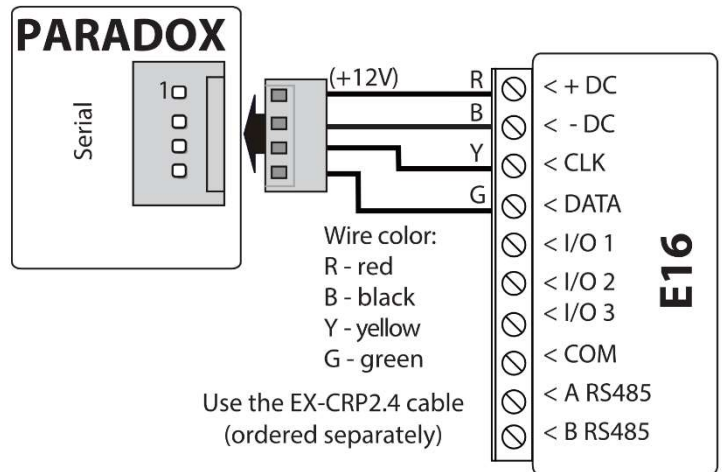 PARADOX
Serial
1
(+12V)
R
B
Y
G
< + DC
< - DC
< CLK
< DATA
< I/O 1
< I/O 2
< I/O 3
< COM
< A RS485
< B RS485
E16
Wire color:
R - red
B - black
Y - yellow
G - green
Use the EX-CRP2.4 cable
(ordered separately)